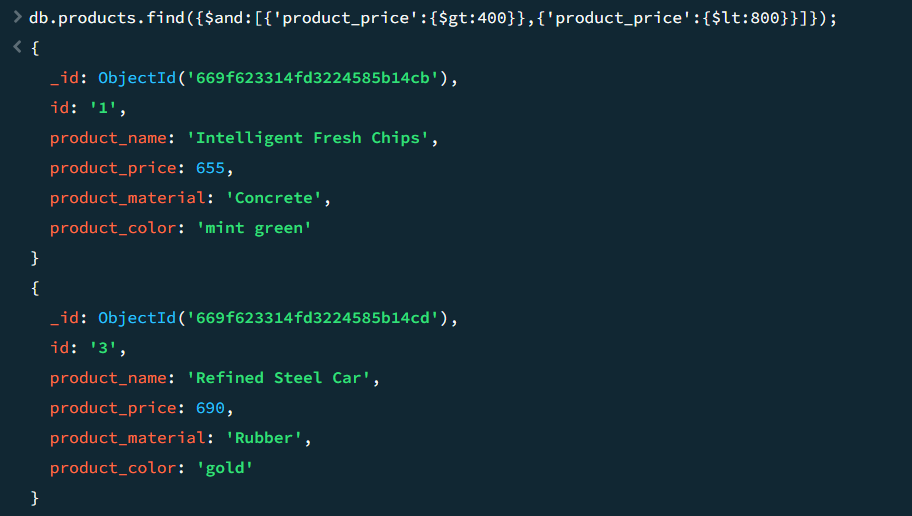 db.products.find({$and:[{'product_price':{$gt:400}},{'product_price':{$lt:800}}]});
{
_id: ObjectId('669f623314fd3224585b14cb'),
id: '1',
product_name: 'Intelligent Fresh Chips',
product_price: 655,
product_material: 'Concrete',
product_color: 'mint green'
}
{
_id: ObjectId('669f623314fd3224585b14cd'),
id: '3',
product_name: 'Refined Steel Car',
product_price: 690,
product_material: 'Rubber',
product_color: 'gold'
}